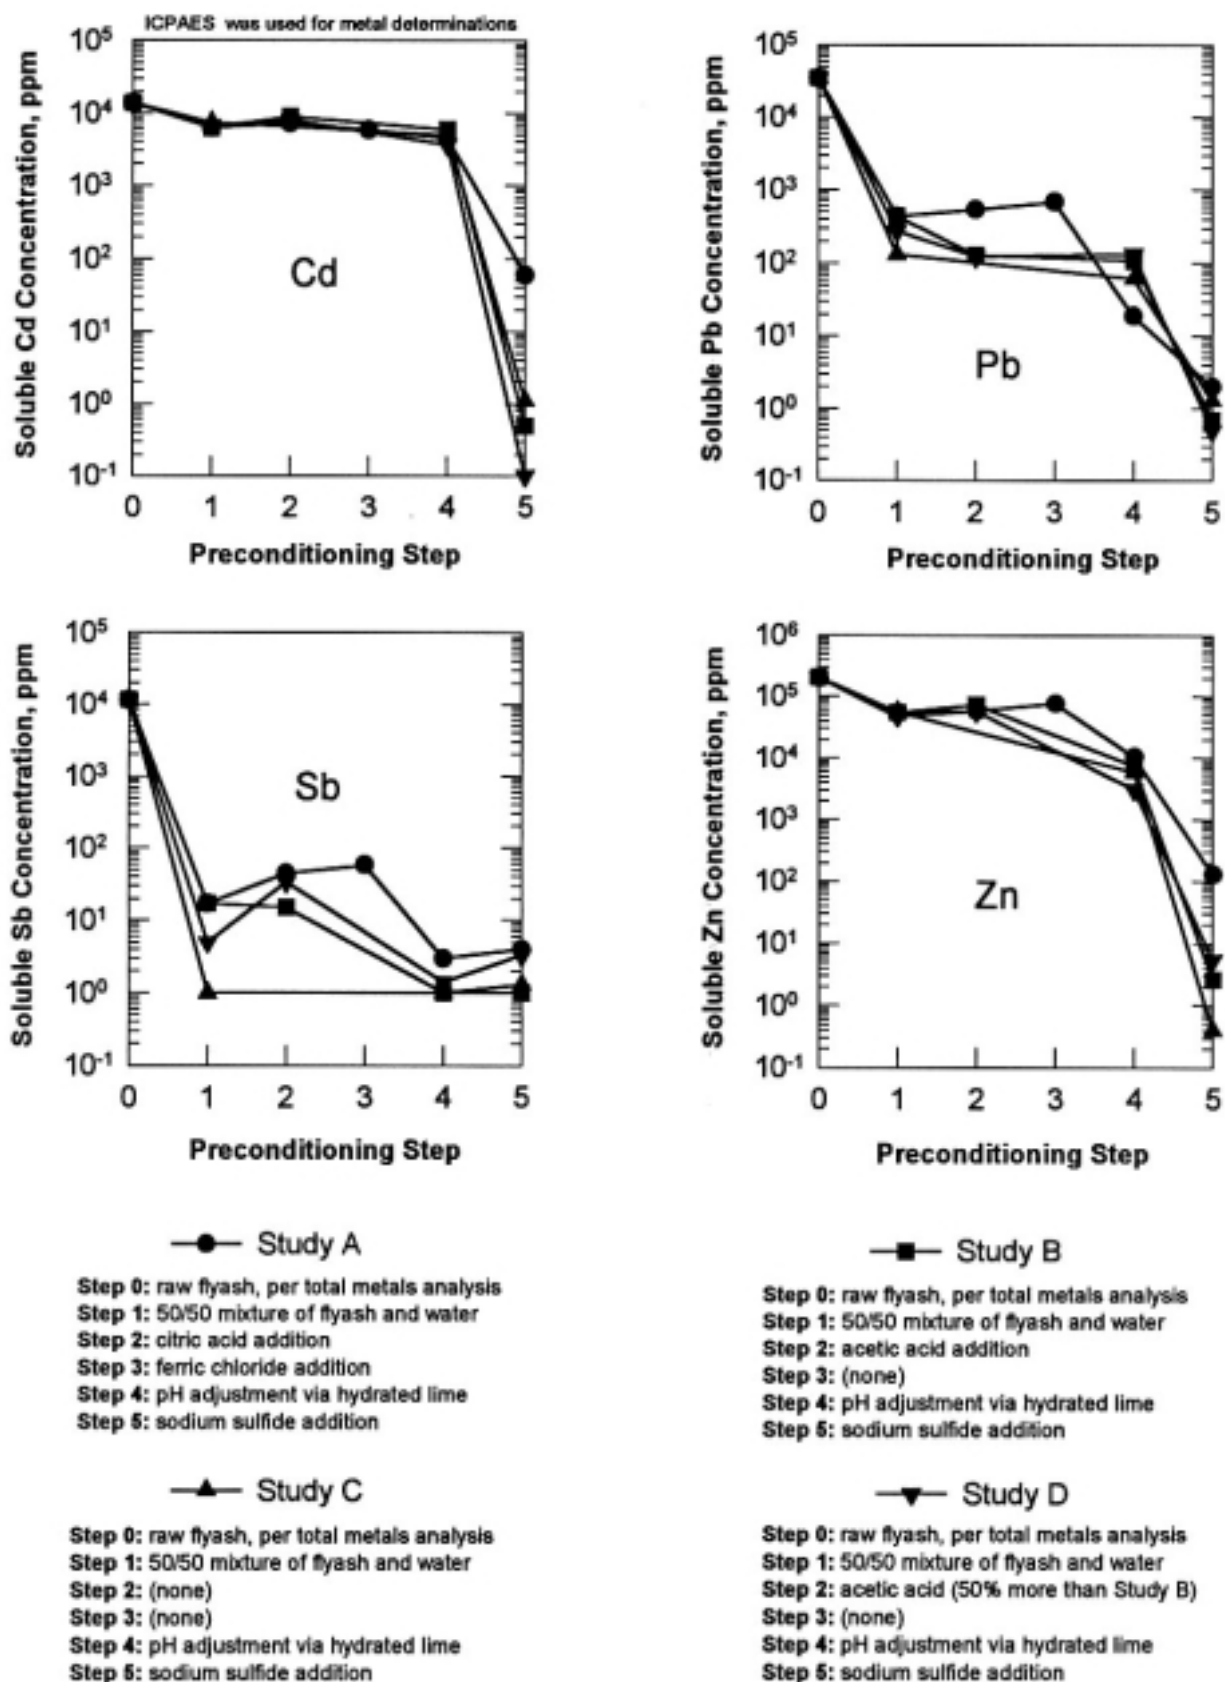 ICPAES was used for metal determinations
10⁵
10⁴
10³
10²
10¹
10⁰
10⁻¹
Soluble Cd Concentration, ppm
Cd
0 1 2 3 4 5
Preconditioning Step
10⁵
10⁴
10³
10²
10¹
10⁰
10⁻¹
Soluble Pb Concentration, ppm
Pb
0 1 2 3 4 5
Preconditioning Step
10⁵
10⁴
10³
10²
10¹
10⁰
10⁻¹
Soluble Sb Concentration, ppm
Sb
0 1 2 3 4 5
Preconditioning Step
10⁶
10⁵
10⁴
10³
10²
10¹
10⁰
10⁻¹
Soluble Zn Concentration, ppm
Zn
0 1 2 3 4 5
Preconditioning Step
Study A
Step 0: raw flyash, per total metals analysis
Step 1: 50/50 mixture of flyash and water
Step 2: citric acid addition
Step 3: ferric chloride addition
Step 4: pH adjustment via hydrated lime
Step 5: sodium sulfide addition
Study B
Step 0: raw flyash, per total metals analysis
Step 1: 50/50 mixture of flyash and water
Step 2: acetic acid addition
Step 3: (none)
Step 4: pH adjustment via hydrated lime
Step 5: sodium sulfide addition
Study C
Step 0: raw flyash, per total metals analysis
Step 1: 50/50 mixture of flyash and water
Step 2: (none)
Step 3: (none)
Step 4: pH adjustment via hydrated lime
Step 5: sodium sulfide addition
Study D
Step 0: raw flyash, per total metals analysis
Step 1: 50/50 mixture of flyash and water
Step 2: acetic acid (50% more than Study B)
Step 3: (none)
Step 4: pH adjustment via hydrated lime
Step 5: sodium sulfide addition